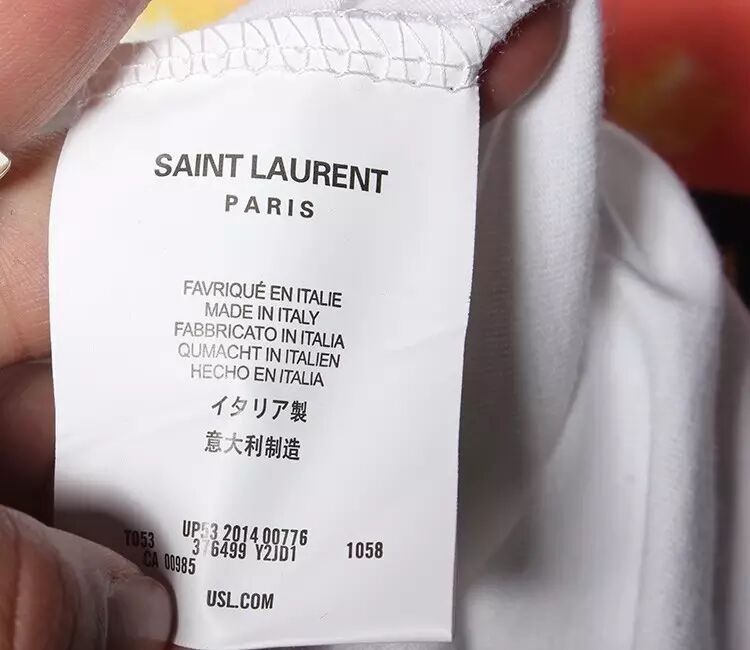 SAINT LAURENT
PARIS
FAVRIQUÉ EN ITALIE
MADE IN ITALY
FABBRICATO IN ITALIA
QUMACHT IN ITALIEN
HECHO EN ITALIA
イタリア製
意大利制造
UP53 2014 00776
T053 376499 Y2JD1 1058
CA 00985
USL.COM